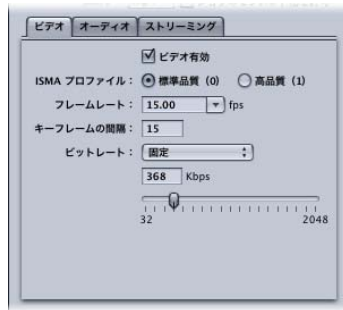 ビデオ オーディオ ストリーミング
ビデオ有効
ISMA プロファイル： 標準品質 (0) 高品質 (1)
フレームレート： 15.00 fps
キーフレームの間隔： 15
ビットレート： 固定
368 Kbps
32 2048